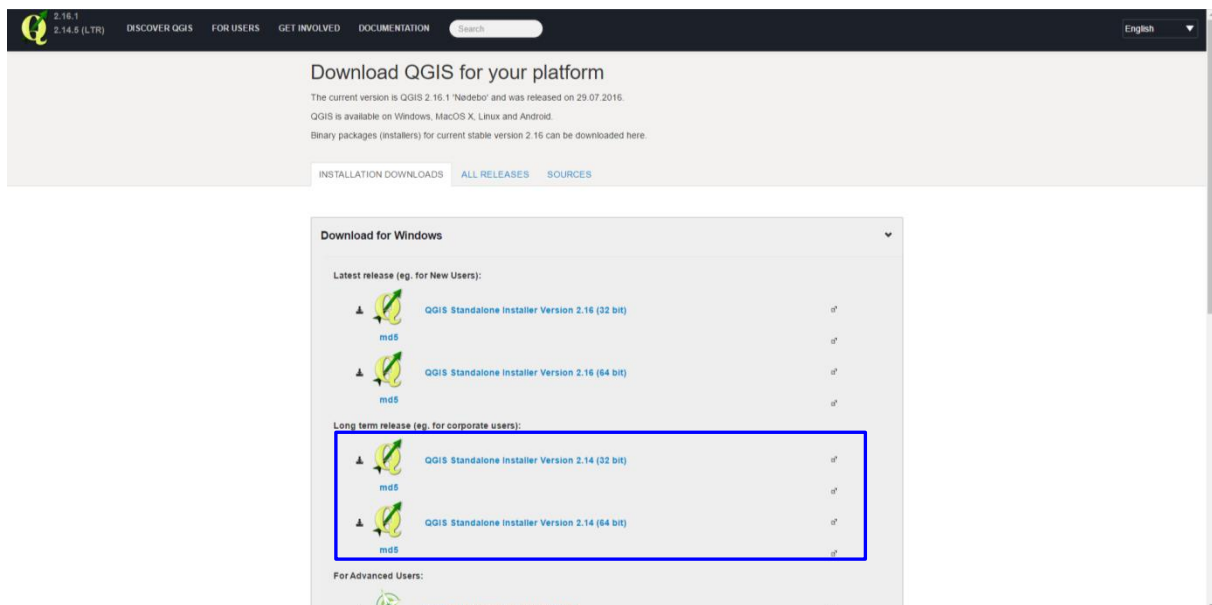 2.16.1
2.14.5 (LTR)
DISCOVER QGIS FOR USERS GET INVOLVED DOCUMENTATION Search English
Download QGIS for your platform
The current version is QGIS 2.16.1 'Nødebo' and was released on 29.07.2016.
QGIS is available on Windows, MacOS X, Linux and Android.
Binary packages (installers) for current stable version 2.16 can be downloaded here.
INSTALLATION DOWNLOADS ALL RELEASES SOURCES
Download for Windows
Latest release (eg. for New Users):
QGIS Standalone Installer Version 2.16 (32 bit)
md5
QGIS Standalone Installer Version 2.16 (64 bit)
md5
Long term release (eg. for corporate users):
QGIS Standalone Installer Version 2.14 (32 bit)
md5
QGIS Standalone Installer Version 2.14 (64 bit)
md5
For Advanced Users: